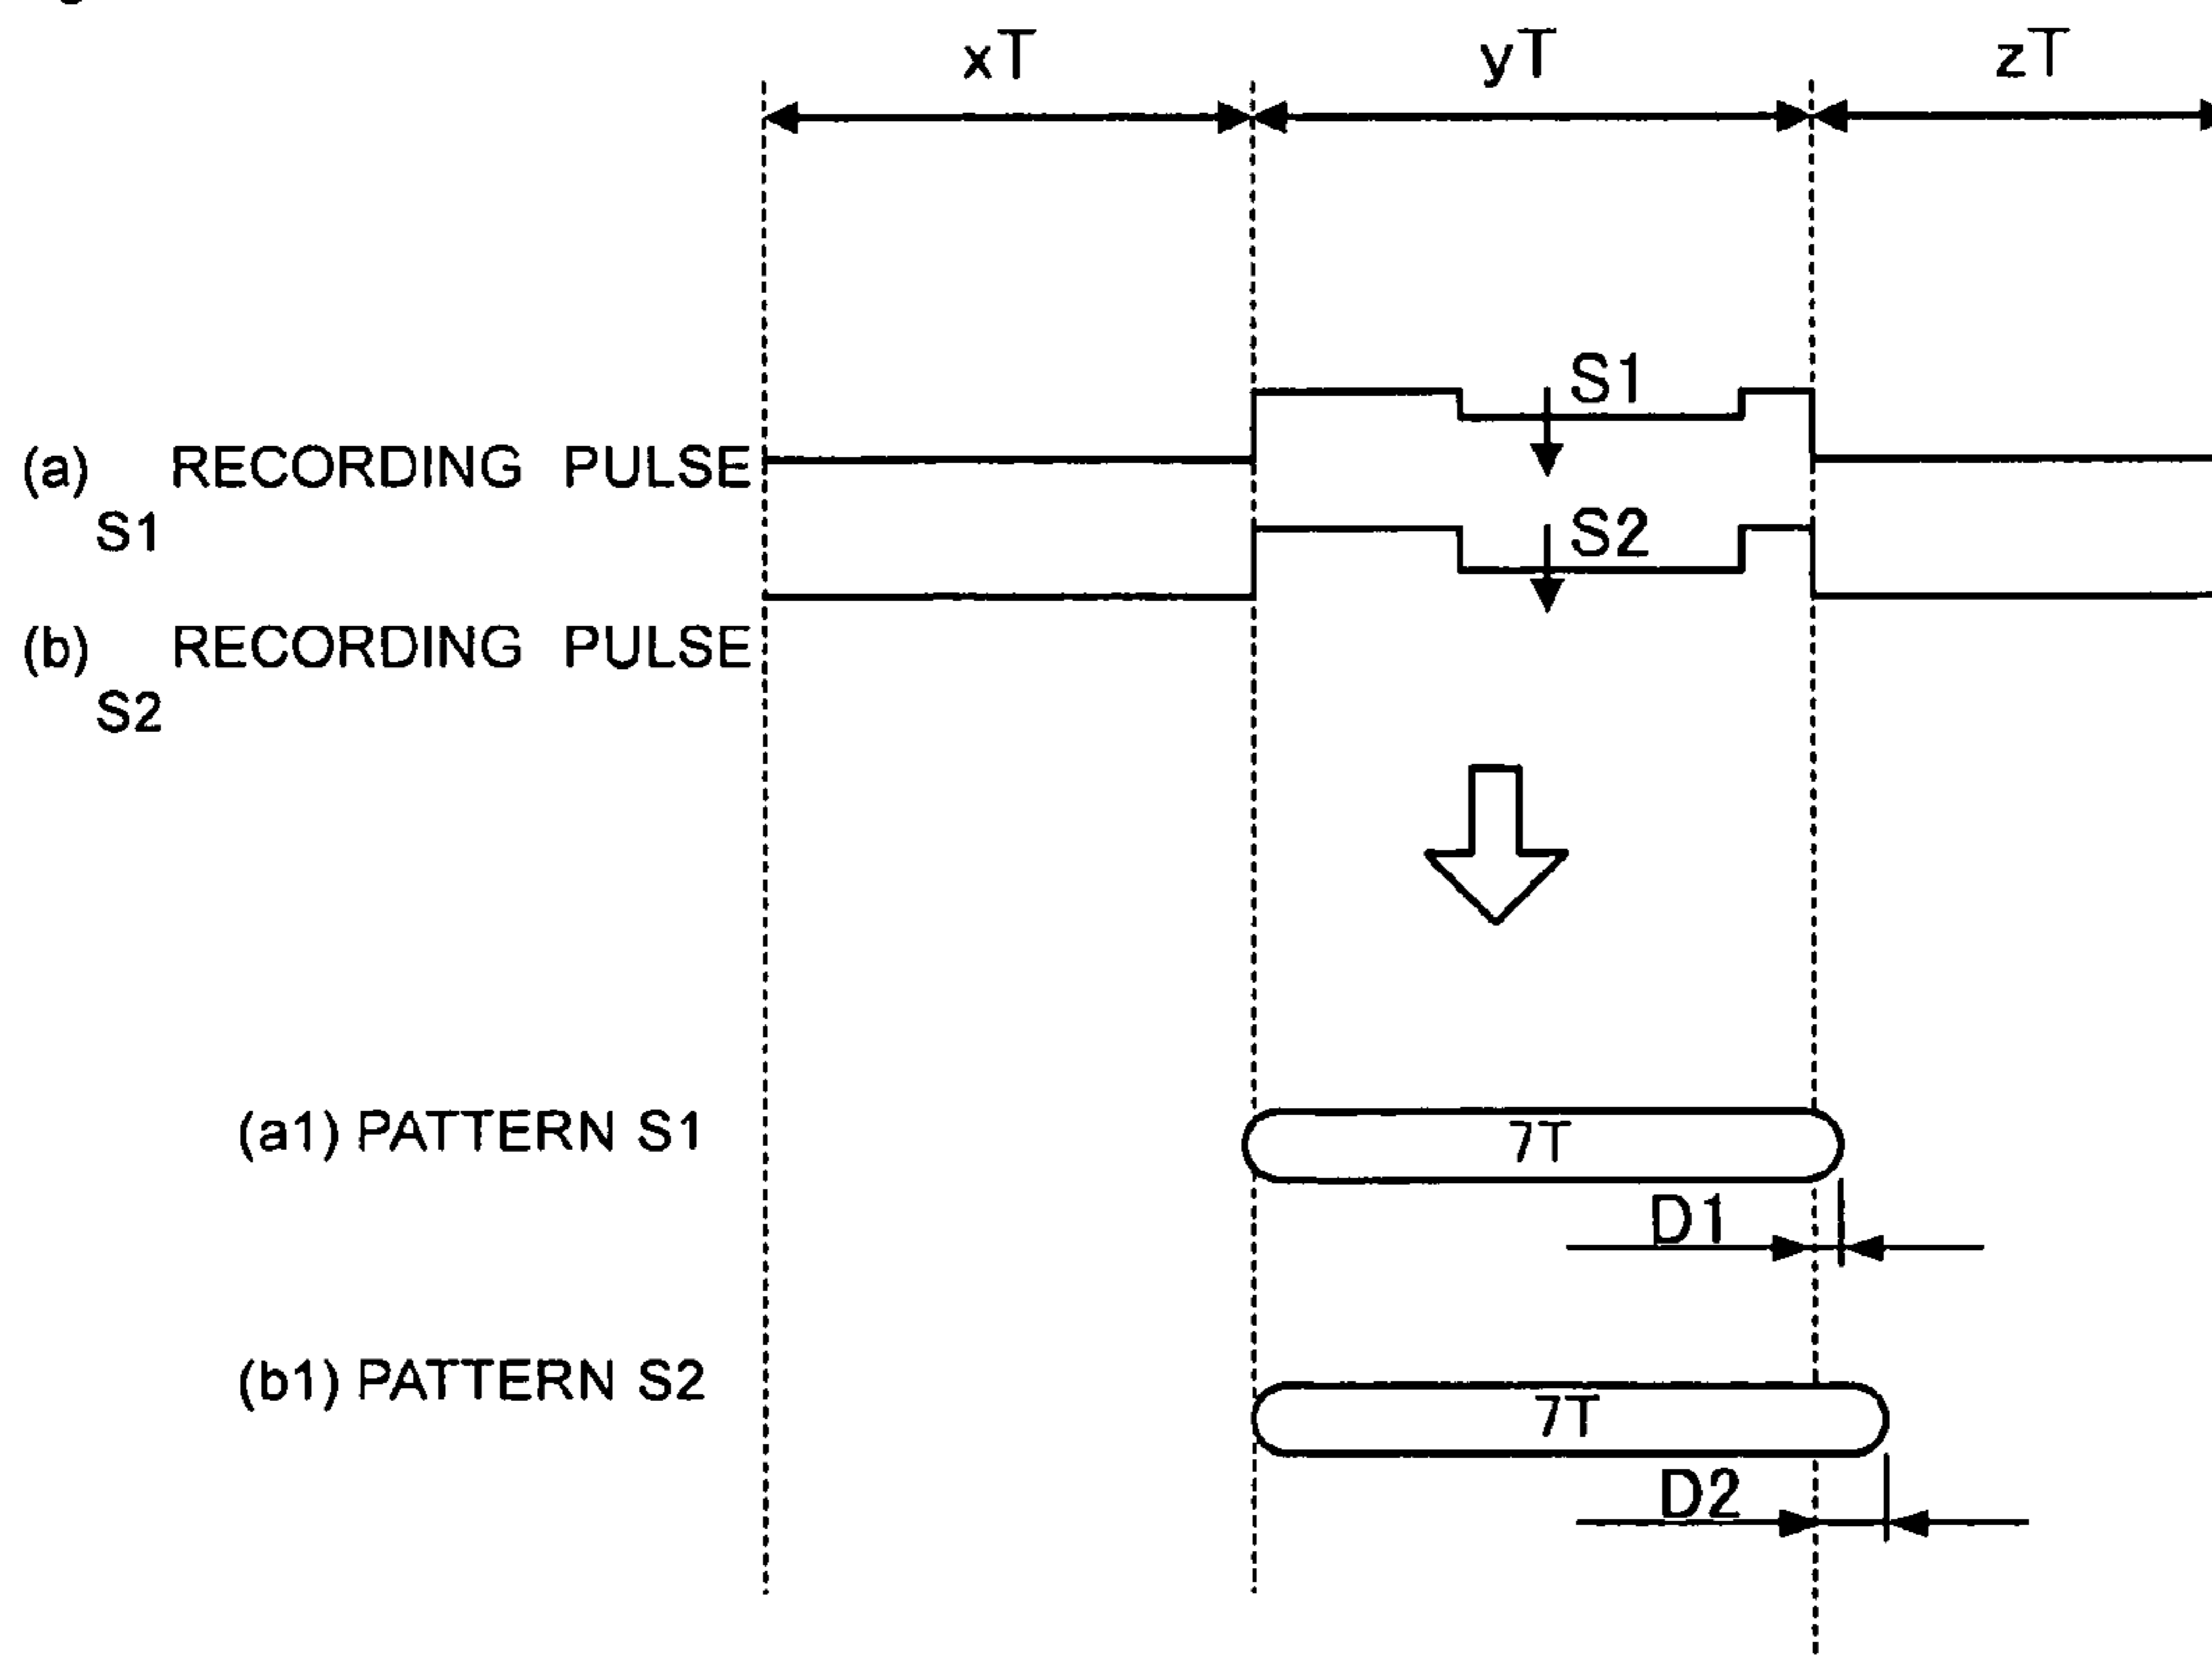 xT yT zT
S1
(a) RECORDING PULSE
S1
S2
(b) RECORDING PULSE
S2
(a1) PATTERN S1
7T
D1
(b1) PATTERN S2
7T
D2